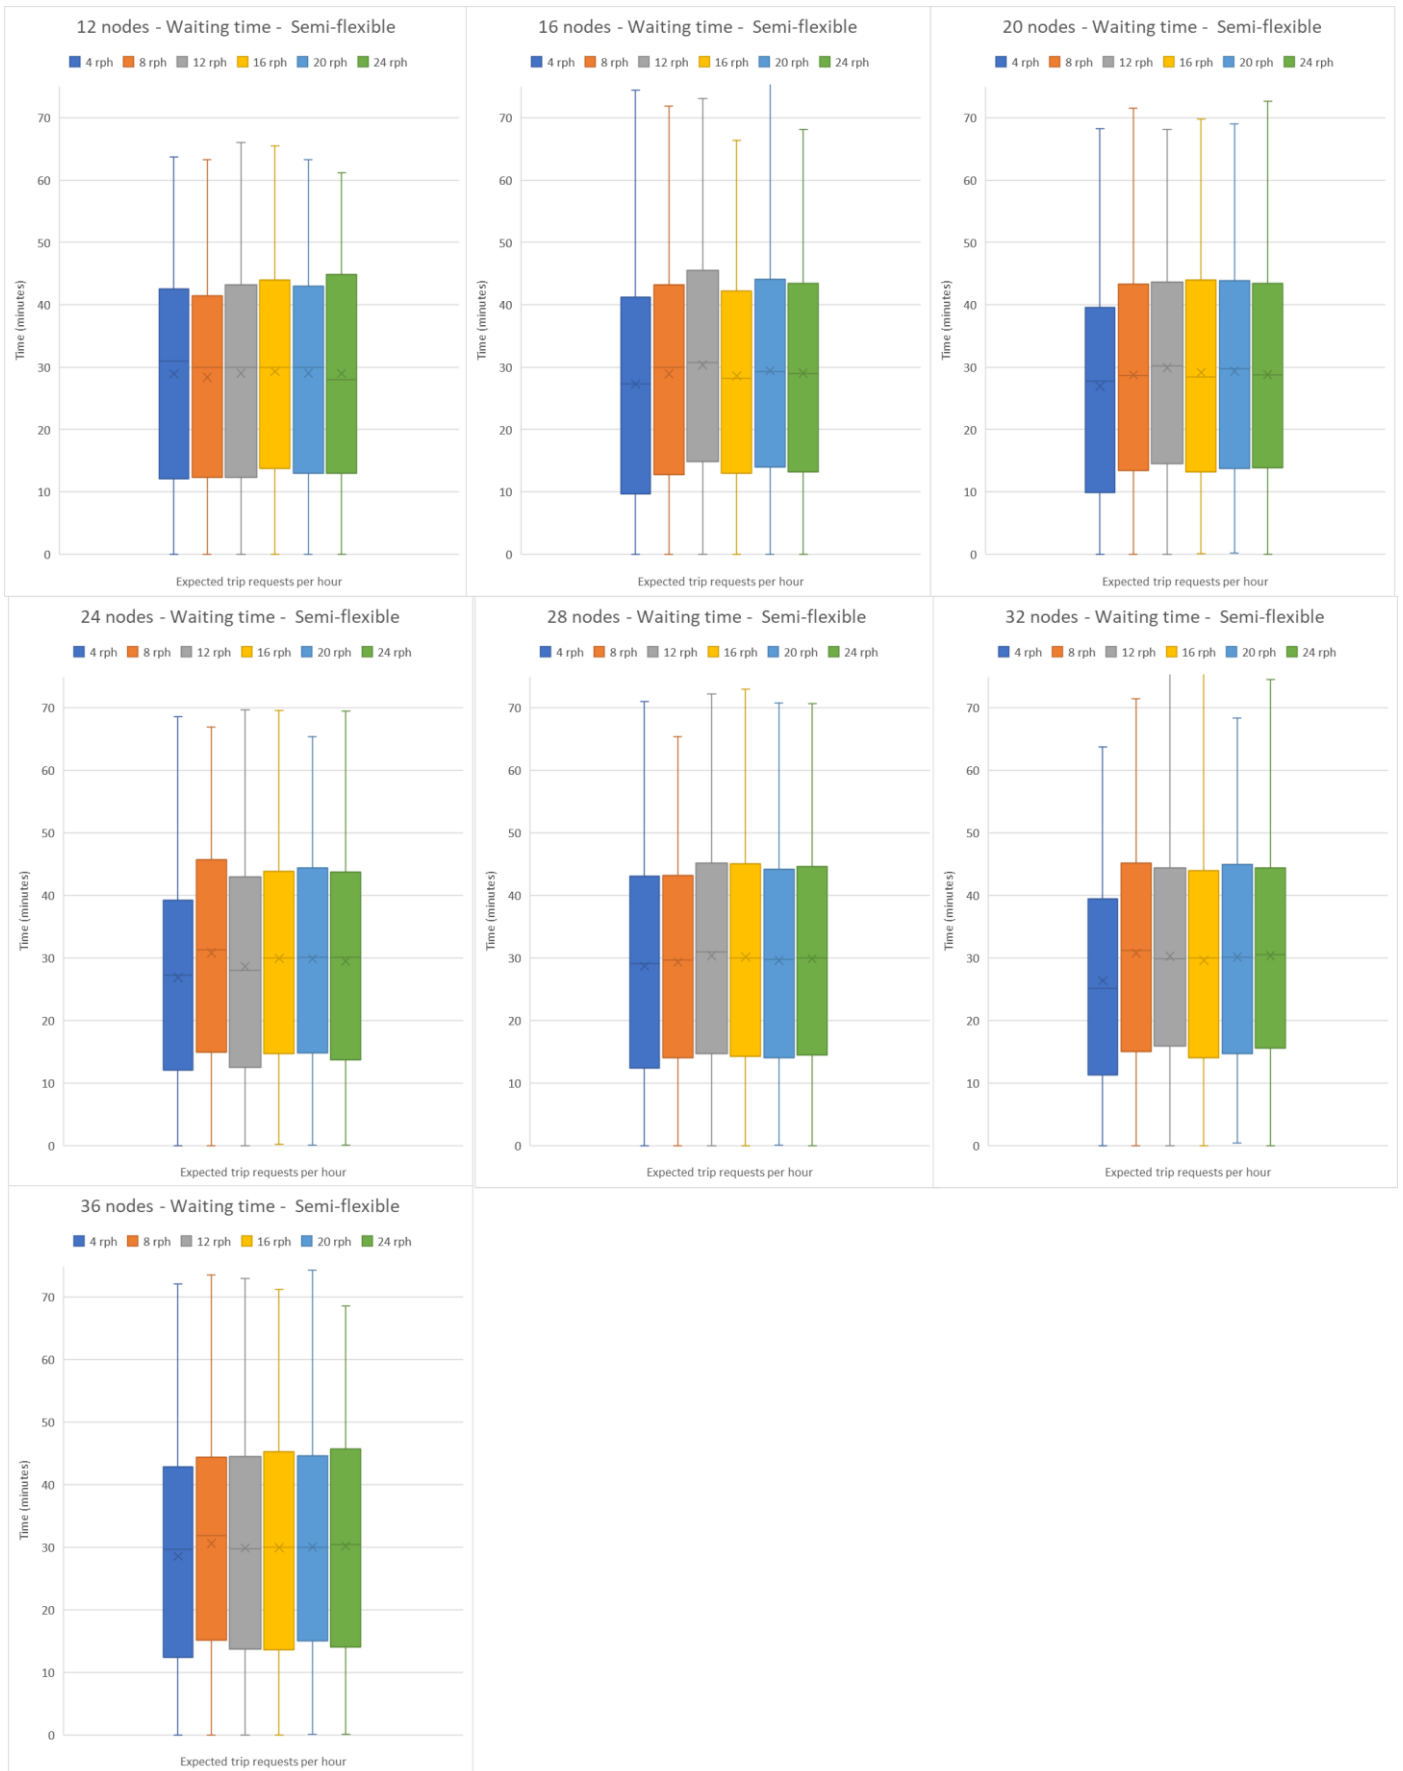 12 nodes - Waiting time - Semi-flexible
4 rph 8 rph 12 rph 16 rph 20 rph 24 rph
70
60
50
40
30
20
10
0
Time (minutes)
Expected trip requests per hour
16 nodes - Waiting time - Semi-flexible
4 rph 8 rph 12 rph 16 rph 20 rph 24 rph
70
60
50
40
30
20
10
0
Time (minutes)
Expected trip requests per hour
20 nodes - Waiting time - Semi-flexible
4 rph 8 rph 12 rph 16 rph 20 rph 24 rph
70
60
50
40
30
20
10
0
Time (minutes)
Expected trip requests per hour
24 nodes - Waiting time - Semi-flexible
4 rph 8 rph 12 rph 16 rph 20 rph 24 rph
70
60
50
40
30
20
10
0
Time (minutes)
Expected trip requests per hour
28 nodes - Waiting time - Semi-flexible
4 rph 8 rph 12 rph 16 rph 20 rph 24 rph
70
60
50
40
30
20
10
0
Time (minutes)
Expected trip requests per hour
32 nodes - Waiting time - Semi-flexible
4 rph 8 rph 12 rph 16 rph 20 rph 24 rph
70
60
50
40
30
20
10
0
Time (minutes)
Expected trip requests per hour
36 nodes - Waiting time - Semi-flexible
4 rph 8 rph 12 rph 16 rph 20 rph 24 rph
70
60
50
40
30
20
10
0
Time (minutes)
Expected trip requests per hour